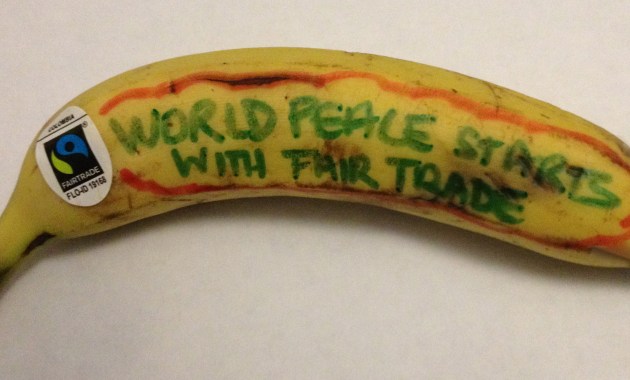 COLOMBIA
FAIRTRADE
FLO-ID 19168
WORLD PEACE STARTS
WITH FAIR TRADE